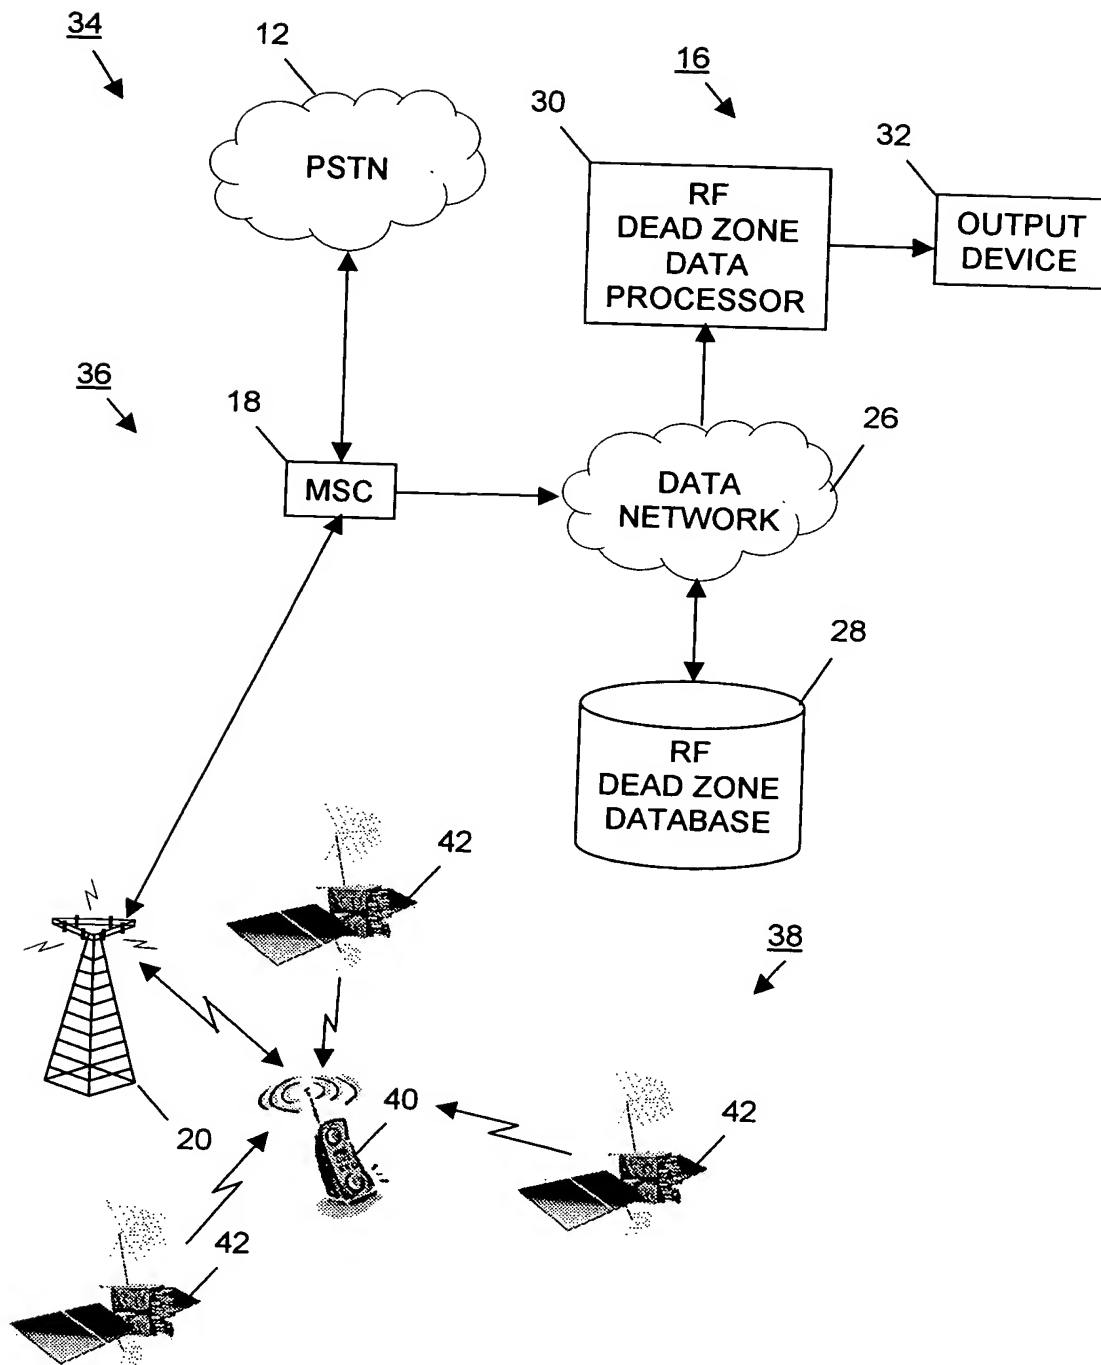 34
12
16
30
32
PSTN
RF
DEAD ZONE
DATA
PROCESSOR
OUTPUT
DEVICE
36
18
26
MSC
DATA
NETWORK
28
RF
DEAD ZONE
DATABASE
42
38
40
42
20
42